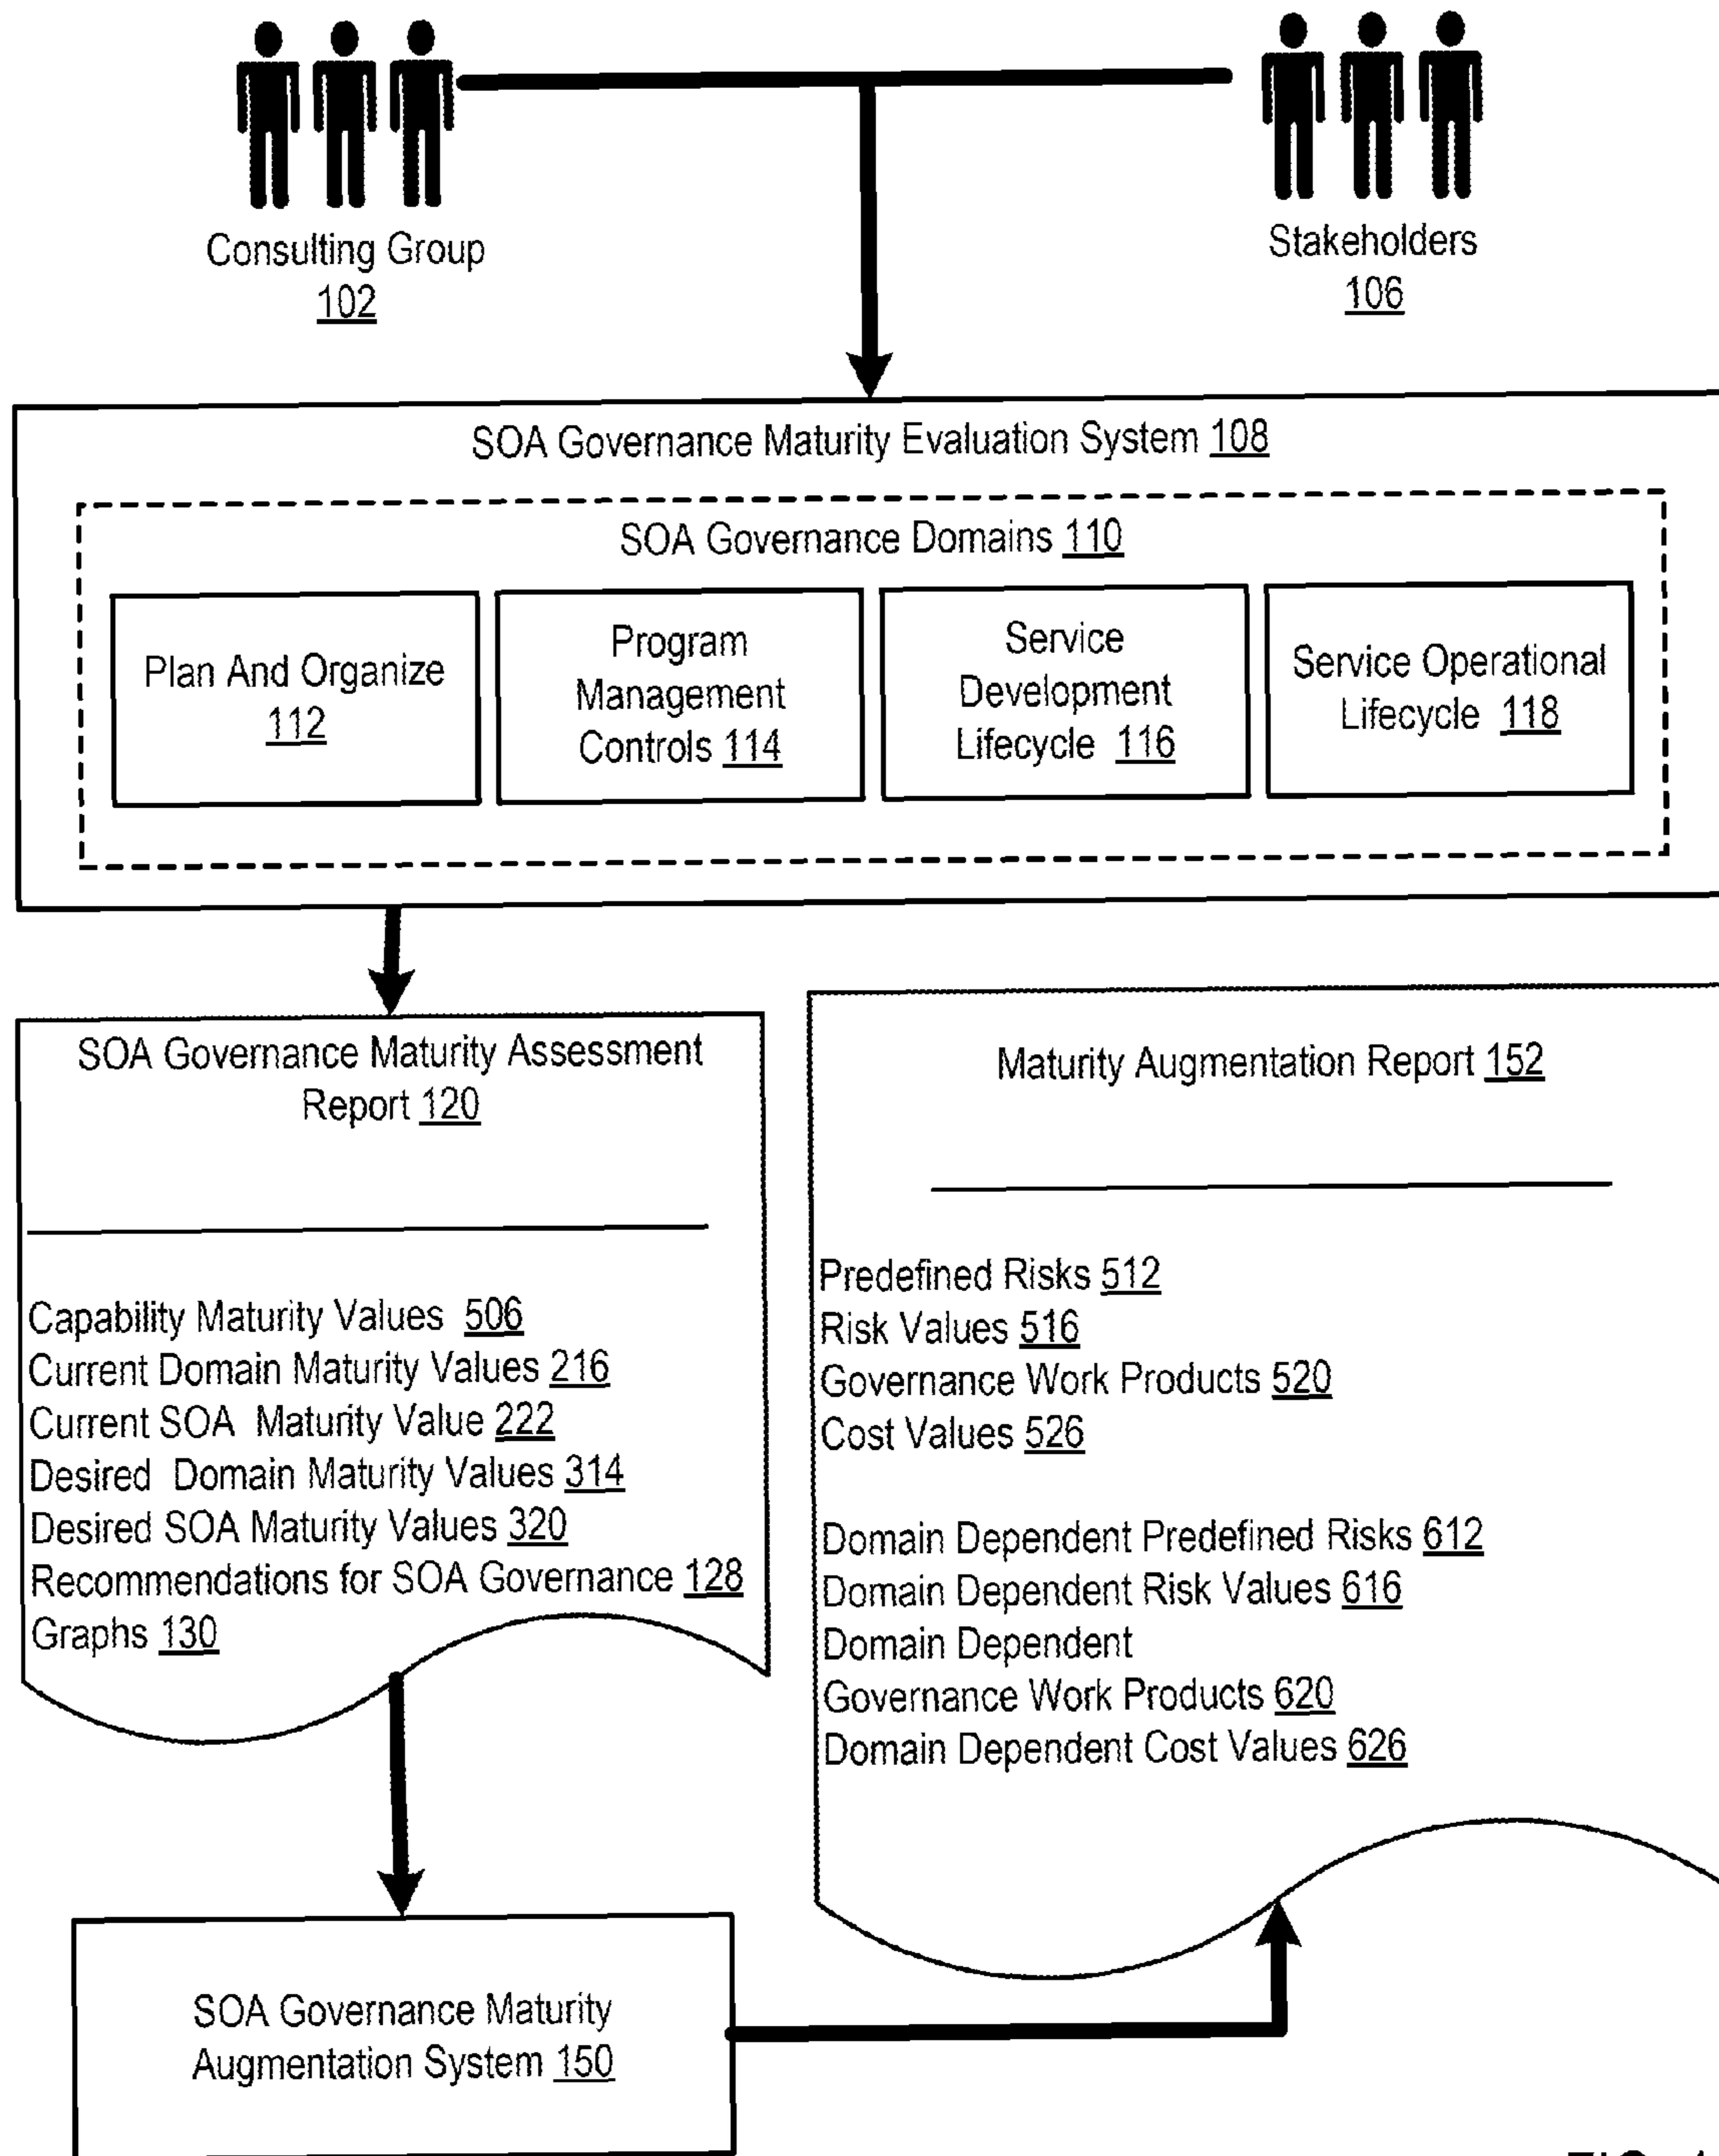 Consulting Group
102
Stakeholders
106
SOA Governance Maturity Evaluation System 108
SOA Governance Domains 110
Plan And Organize
112
Program
Management
Controls 114
Service
Development
Lifecycle 116
Service Operational
Lifecycle 118
SOA Governance Maturity Assessment
Report 120
Capability Maturity Values 506
Current Domain Maturity Values 216
Current SOA Maturity Value 222
Desired Domain Maturity Values 314
Desired SOA Maturity Values 320
Recommendations for SOA Governance 128
Graphs 130
Maturity Augmentation Report 152
Predefined Risks 512
Risk Values 516
Governance Work Products 520
Cost Values 526
Domain Dependent Predefined Risks 612
Domain Dependent Risk Values 616
Domain Dependent
Governance Work Products 620
Domain Dependent Cost Values 626
SOA Governance Maturity
Augmentation System 150